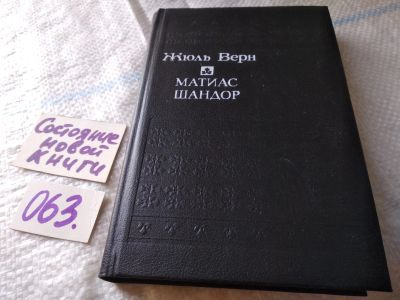 Жюль Верн
МАТИАС
ШАНДОР
Состояние
новой
книги
063.